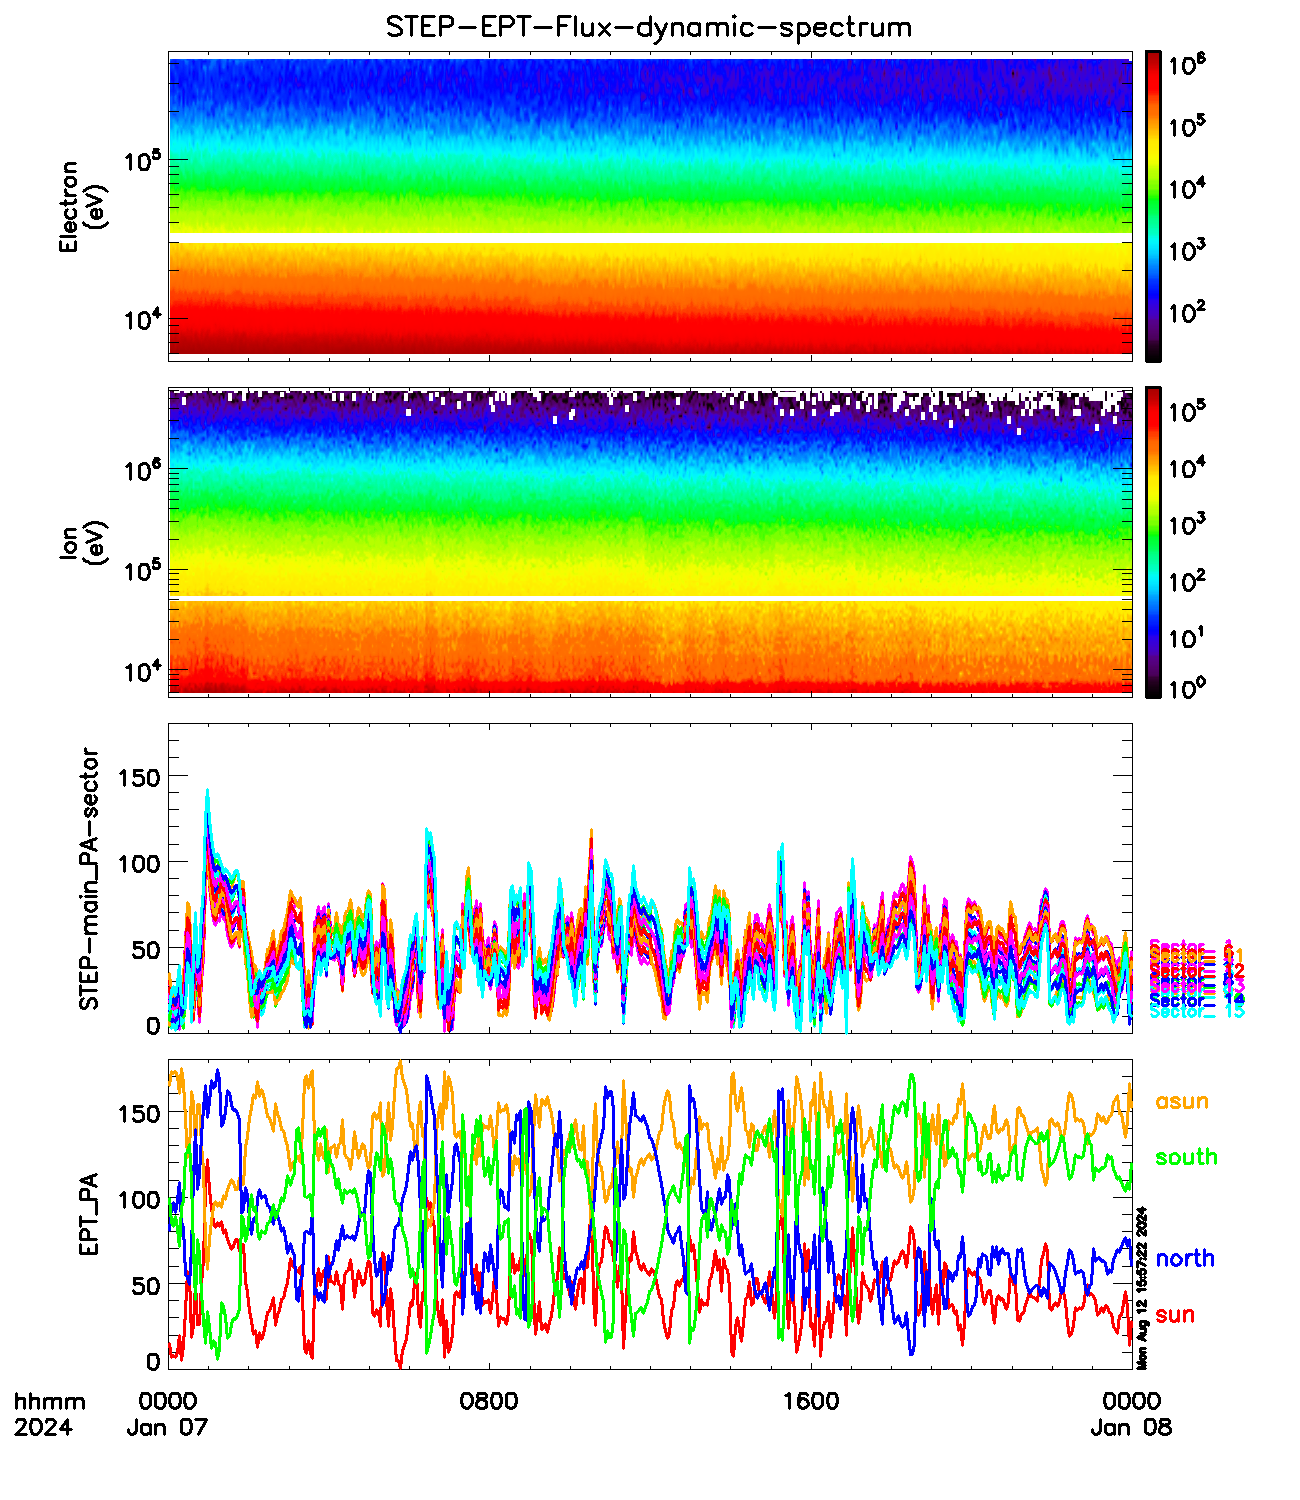 STEP-EPT-Flux-dynamic-spectrum
Electron
(eV)
10^5
10^4
10^6
10^5
10^4
10^3
10^2
Ion
(eV)
10^6
10^5
10^4
10^5
10^4
10^3
10^2
10^1
10^0
STEP-main_PA-sector
150
100
50
0
Sector_ 12
Sector_ 14
Sector_ 15
EPT_PA
150
100
50
0
asun
south
north
sun
Mon Aug 12 15:57:22 2024
hhmm
2024
0000
Jan 07
0800
1600
0000
Jan 08